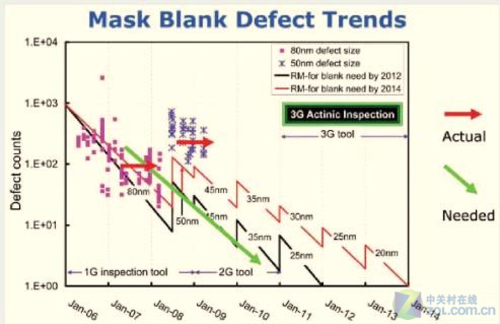 Mask Blank Defect Trends
1.E+04
80nm defect size
50nm defect size
RM-for blank need by 2012
RM-for blank need by 2014
1.E+03
3G Actinic Inspection
3G tool
Actual
Defect counts
1.E+02
80nm
50nm
45nm
45nm
35nm
35nm
30nm
25nm
25nm
20nm
Needed
1.E+01
1G inspection tool
2G tool
1.E+00
Jan-06
Jan-07
Jan-08
Jan-09
Jan-10
Jan-11
Jan-12
Jan-13
Jan-14
中关村在线
zol.com.cn